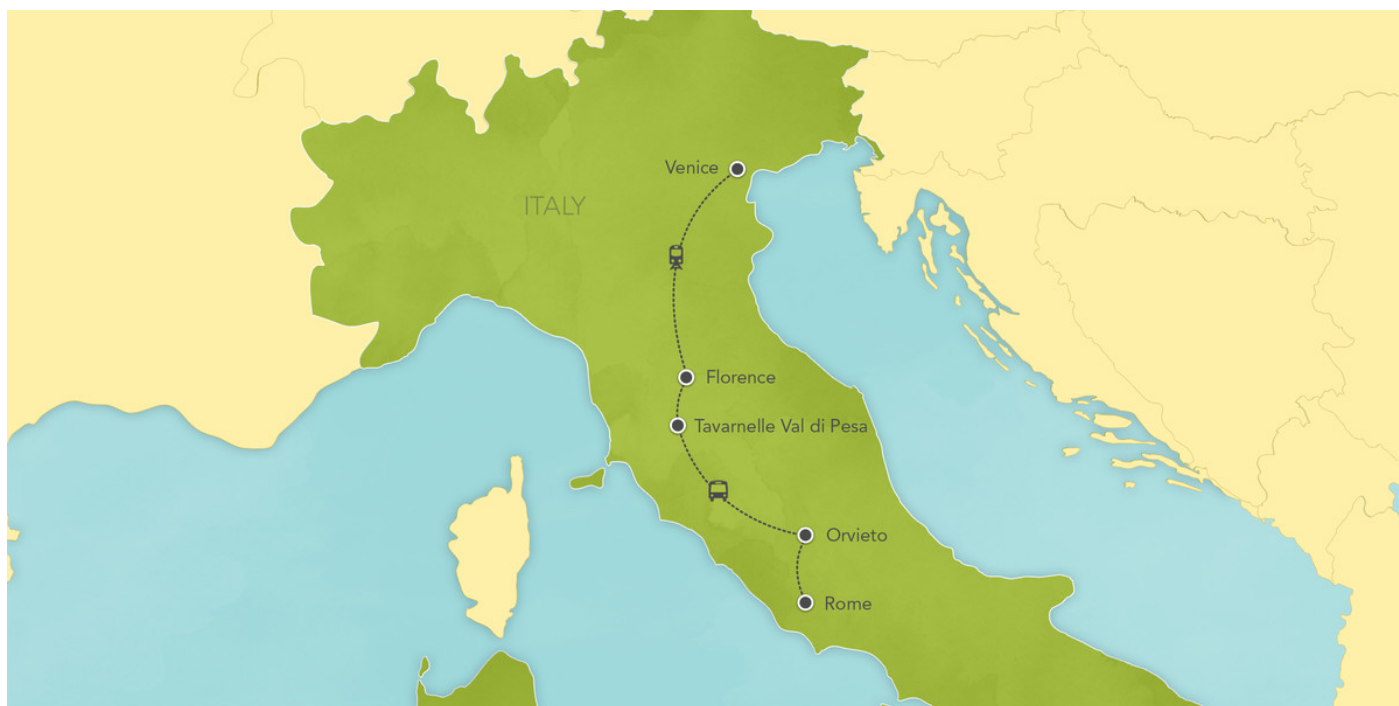 Venice
ITALY
Florence
Tavarnelle Val di Pesa
Orvieto
Rome